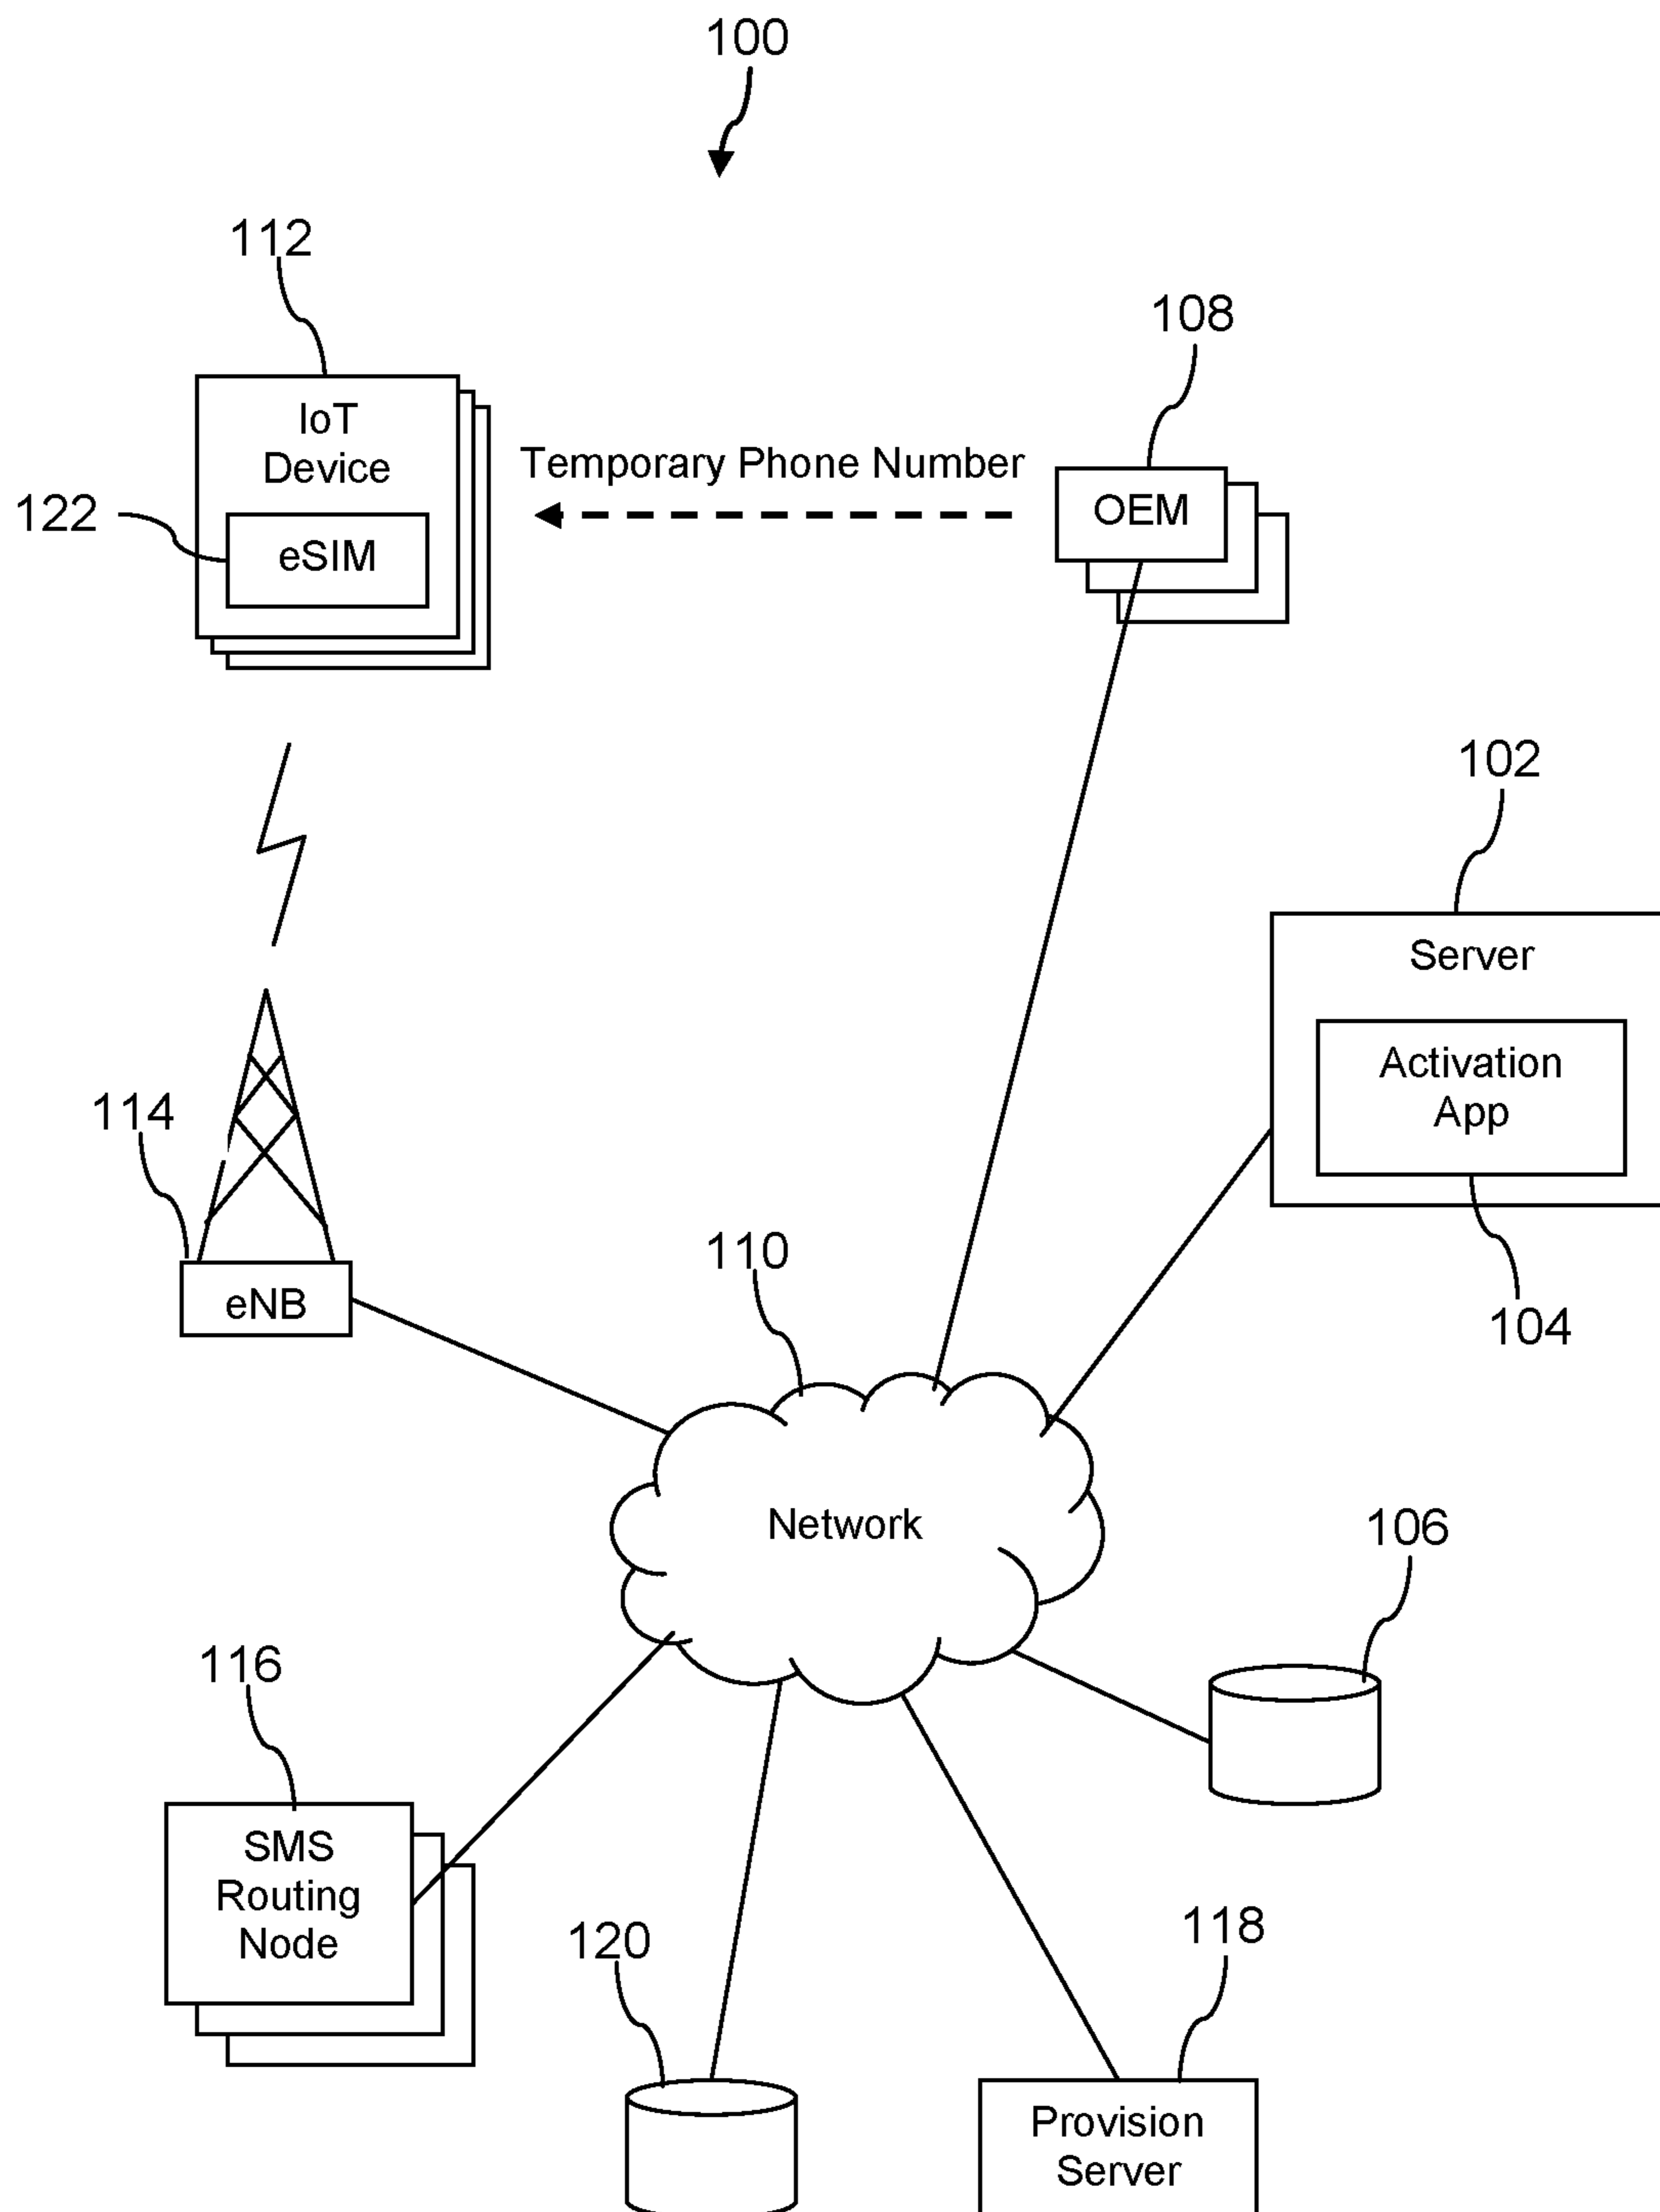 100
112
108
IoT
Device
Temporary Phone Number
OEM
122
eSIM
102
Server
Activation
App
114
110
eNB
104
Network
106
116
SMS
Routing
Node
120
118
Provision
Server